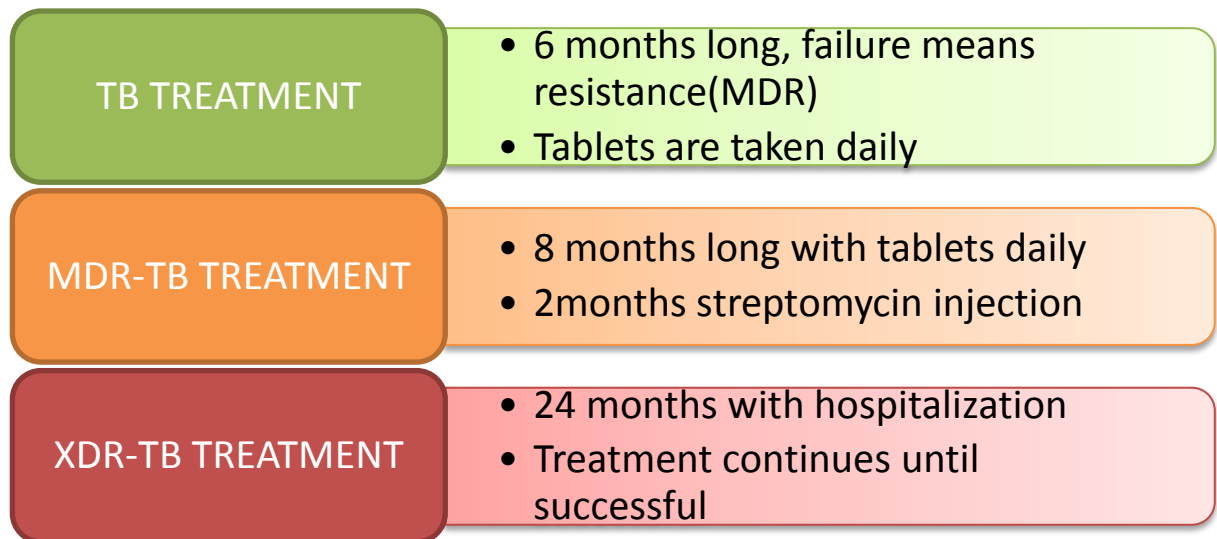 TB TREATMENT
• 6 months long, failure means
resistance(MDR)
• Tablets are taken daily
MDR-TB TREATMENT
• 8 months long with tablets daily
• 2months streptomycin injection
XDR-TB TREATMENT
• 24 months with hospitalization
• Treatment continues until
successful